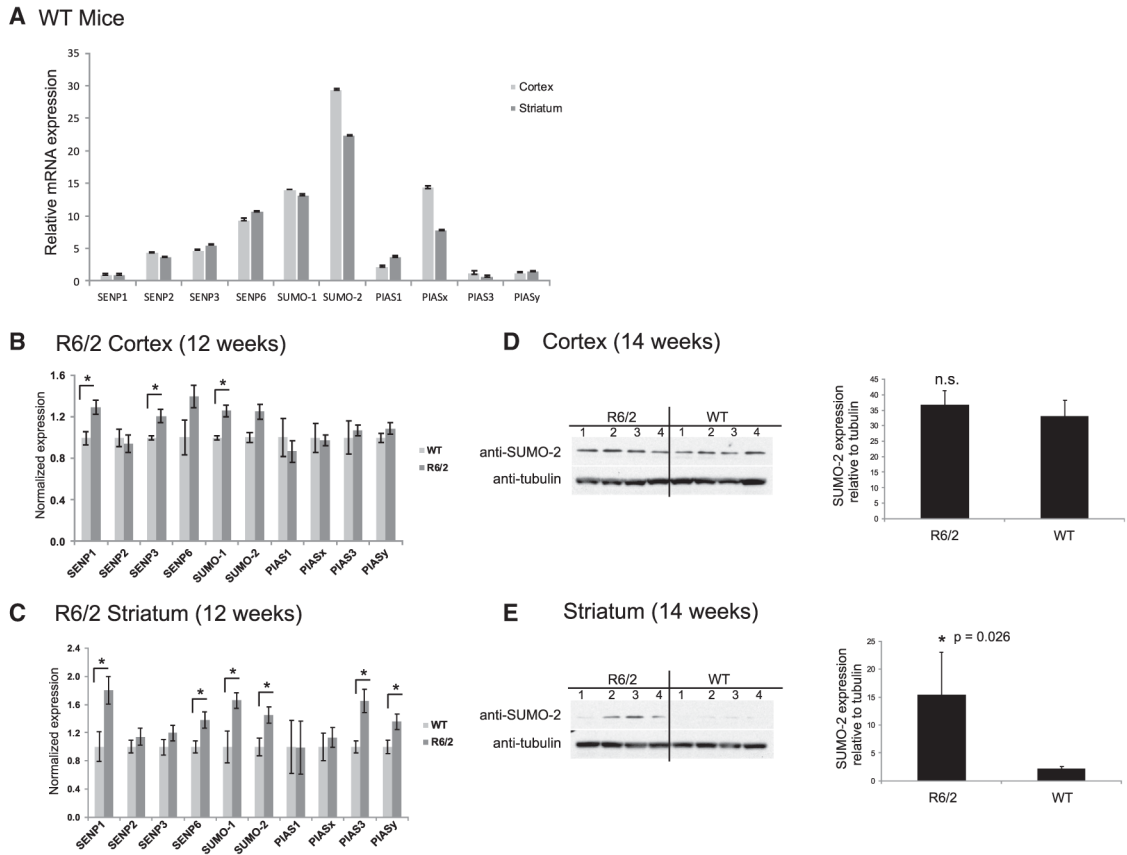 A WT Mice
35
30
25
20
15
10
5
0
Relative mRNA expression
Cortex
Striatum
SENP1 SENP2 SENP3 SENP6 SUMO-1 SUMO-2 PIAS1 PIASx PIAS3 PIASy
B R6/2 Cortex (12 weeks)
1.6
1.2
0.8
0.4
0.0
Normalized expression
* * *
WT
R6/2
SENP1 SENP2 SENP3 SENP6 SUMO-1 SUMO-2 PIAS1 PIASx PIAS3 PIASy
C R6/2 Striatum (12 weeks)
2.4
2.0
1.6
1.2
0.8
0.4
0.0
Normalized expression
* * * * * *
WT
R6/2
SENP1 SENP2 SENP3 SENP6 SUMO-1 SUMO-2 PIAS1 PIASx PIAS3 PIASy
D Cortex (14 weeks)
R6/2 WT
1 2 3 4 1 2 3 4
anti-SUMO-2
anti-tubulin
SUMO-2 expression
relative to tubulin
45
40
35
30
25
20
15
10
5
0
n.s.
R6/2 WT
E Striatum (14 weeks)
R6/2 WT
1 2 3 4 1 2 3 4
anti-SUMO-2
anti-tubulin
SUMO-2 expression
relative to tubulin
25
20
15
10
5
0
* p = 0.026
R6/2 WT